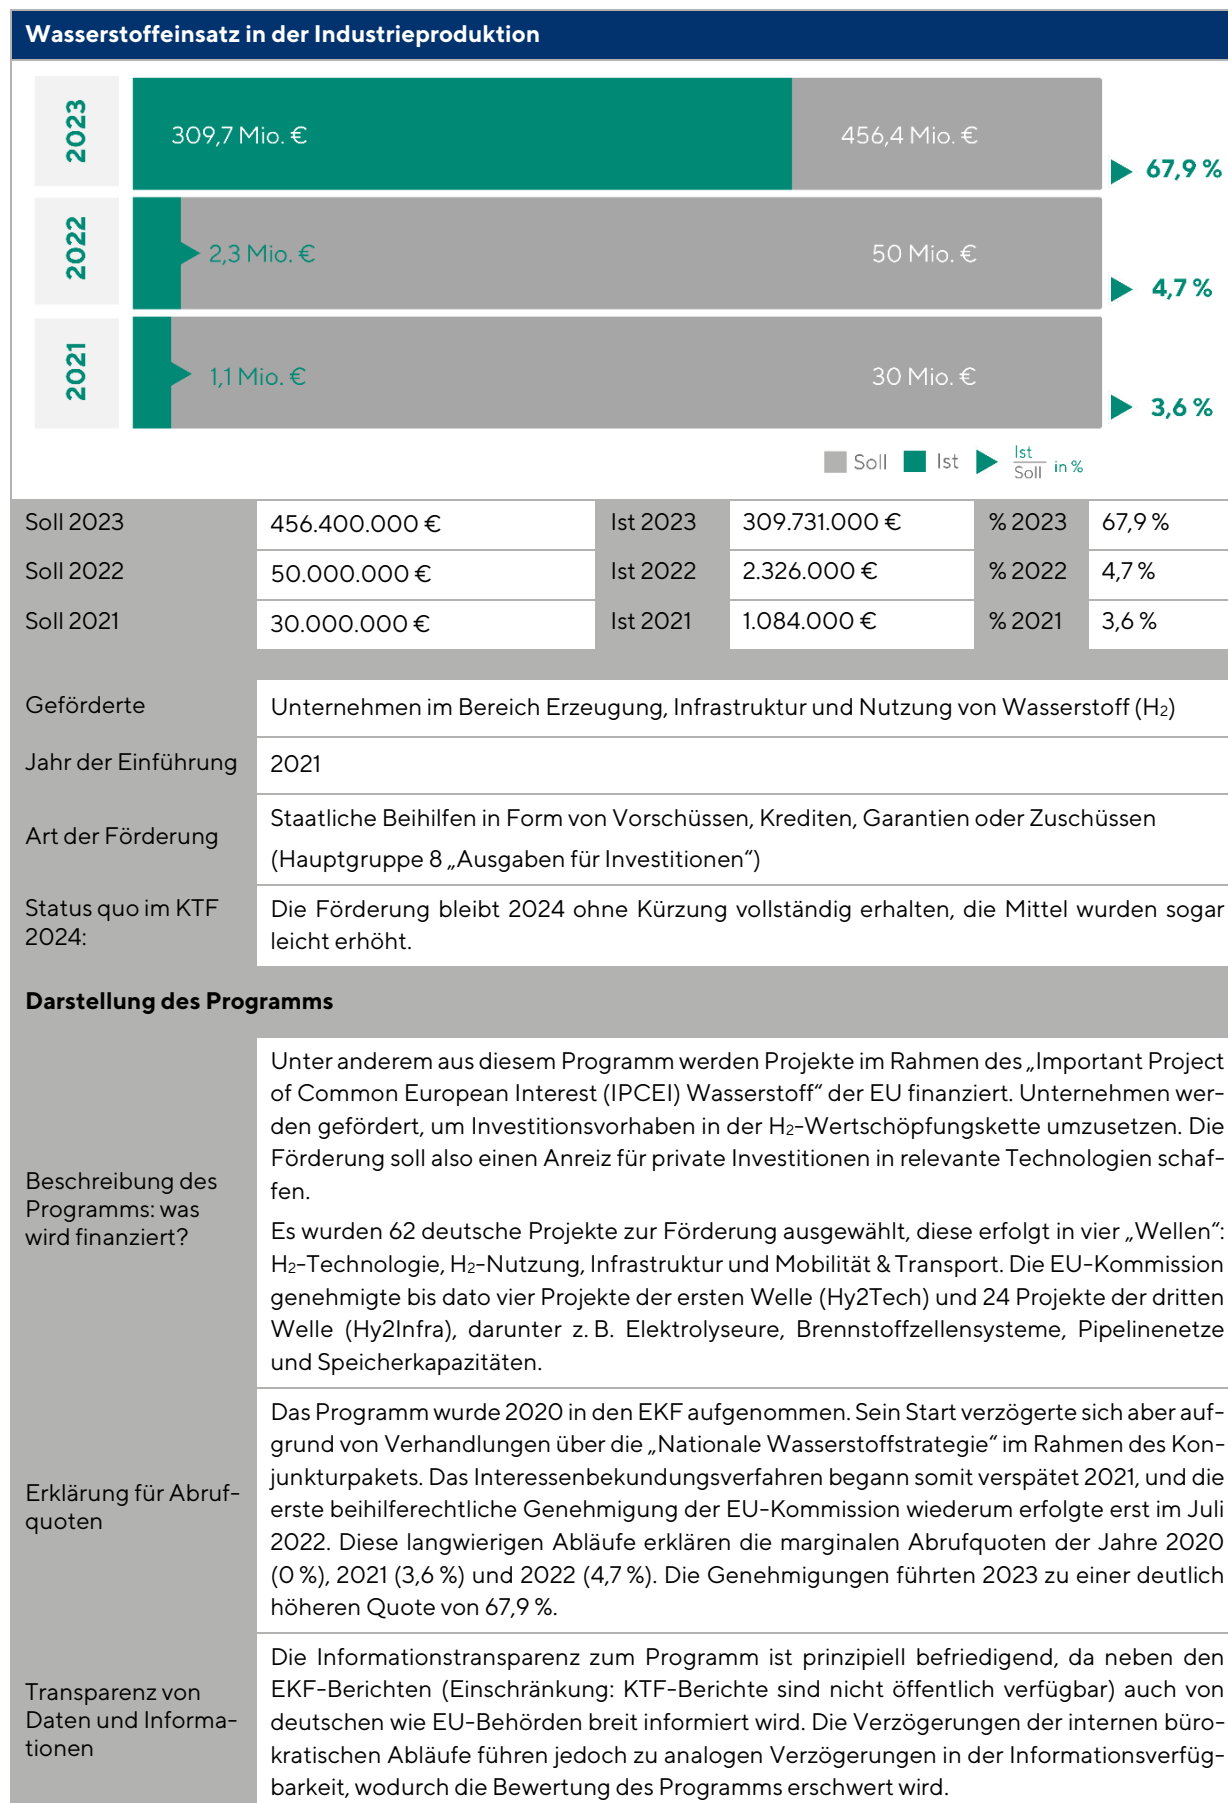 Wasserstoffeinsatz in der Industrieproduktion
2023
309,7 Mio. €
456,4 Mio. €
67,9 %
2022
2,3 Mio. €
50 Mio. €
4,7 %
2021
1,1 Mio. €
30 Mio. €
3,6 %
Soll Ist Ist/Soll in %
Soll 2023 456.400.000 € Ist 2023 309.731.000 € % 2023 67,9 %
Soll 2022 50.000.000 € Ist 2022 2.326.000 € % 2022 4,7 %
Soll 2021 30.000.000 € Ist 2021 1.084.000 € % 2021 3,6 %
Geförderte
Unternehmen im Bereich Erzeugung, Infrastruktur und Nutzung von Wasserstoff (H₂)
Jahr der Einführung
2021
Art der Förderung
Staatliche Beihilfen in Form von Vorschüssen, Krediten, Garantien oder Zuschüssen
(Hauptgruppe 8 „Ausgaben für Investitionen“)
Status quo im KTF
2024:
Die Förderung bleibt 2024 ohne Kürzung vollständig erhalten, die Mittel wurden sogar
leicht erhöht.
Darstellung des Programms
Beschreibung des
Programms: was
wird finanziert?
Unter anderem aus diesem Programm werden Projekte im Rahmen des „Important Project
of Common European Interest (IPCEI) Wasserstoff“ der EU finanziert. Unternehmen wer-
den gefördert, um Investitionsvorhaben in der H₂-Wertschöpfungskette umzusetzen. Die
Förderung soll also einen Anreiz für private Investitionen in relevante Technologien schaf-
fen.
Es wurden 62 deutsche Projekte zur Förderung ausgewählt, diese erfolgt in vier „Wellen“:
H₂-Technologie, H₂-Nutzung, Infrastruktur und Mobilität & Transport. Die EU-Kommission
genehmigte bis dato vier Projekte der ersten Welle (Hy2Tech) und 24 Projekte der dritten
Welle (Hy2Infra), darunter z. B. Elektrolyseure, Brennstoffzellensysteme, Pipelinenetze
und Speicherkapazitäten.
Erklärung für Abruf-
quoten
Das Programm wurde 2020 in den EKF aufgenommen. Sein Start verzögerte sich aber auf-
grund von Verhandlungen über die „Nationale Wasserstoffstrategie“ im Rahmen des Kon-
junkturpakets. Das Interessenbekundungsverfahren begann somit verspätet 2021, und die
erste beihilferechtliche Genehmigung der EU-Kommission wiederum erfolgte erst im Juli
2022. Diese langwierigen Abläufe erklären die marginalen Abrufquoten der Jahre 2020
(0 %), 2021 (3,6 %) und 2022 (4,7 %). Die Genehmigungen führten 2023 zu einer deutlich
höheren Quote von 67,9 %.
Transparenz von
Daten und Informa-
tionen
Die Informationstransparenz zum Programm ist prinzipiell befriedigend, da neben den
EKF-Berichten (Einschränkung: KTF-Berichte sind nicht öffentlich verfügbar) auch von
deutschen wie EU-Behörden breit informiert wird. Die Verzögerungen der internen büro-
kratischen Abläufe führen jedoch zu analogen Verzögerungen in der Informationsverfüg-
barkeit, wodurch die Bewertung des Programms erschwert wird.